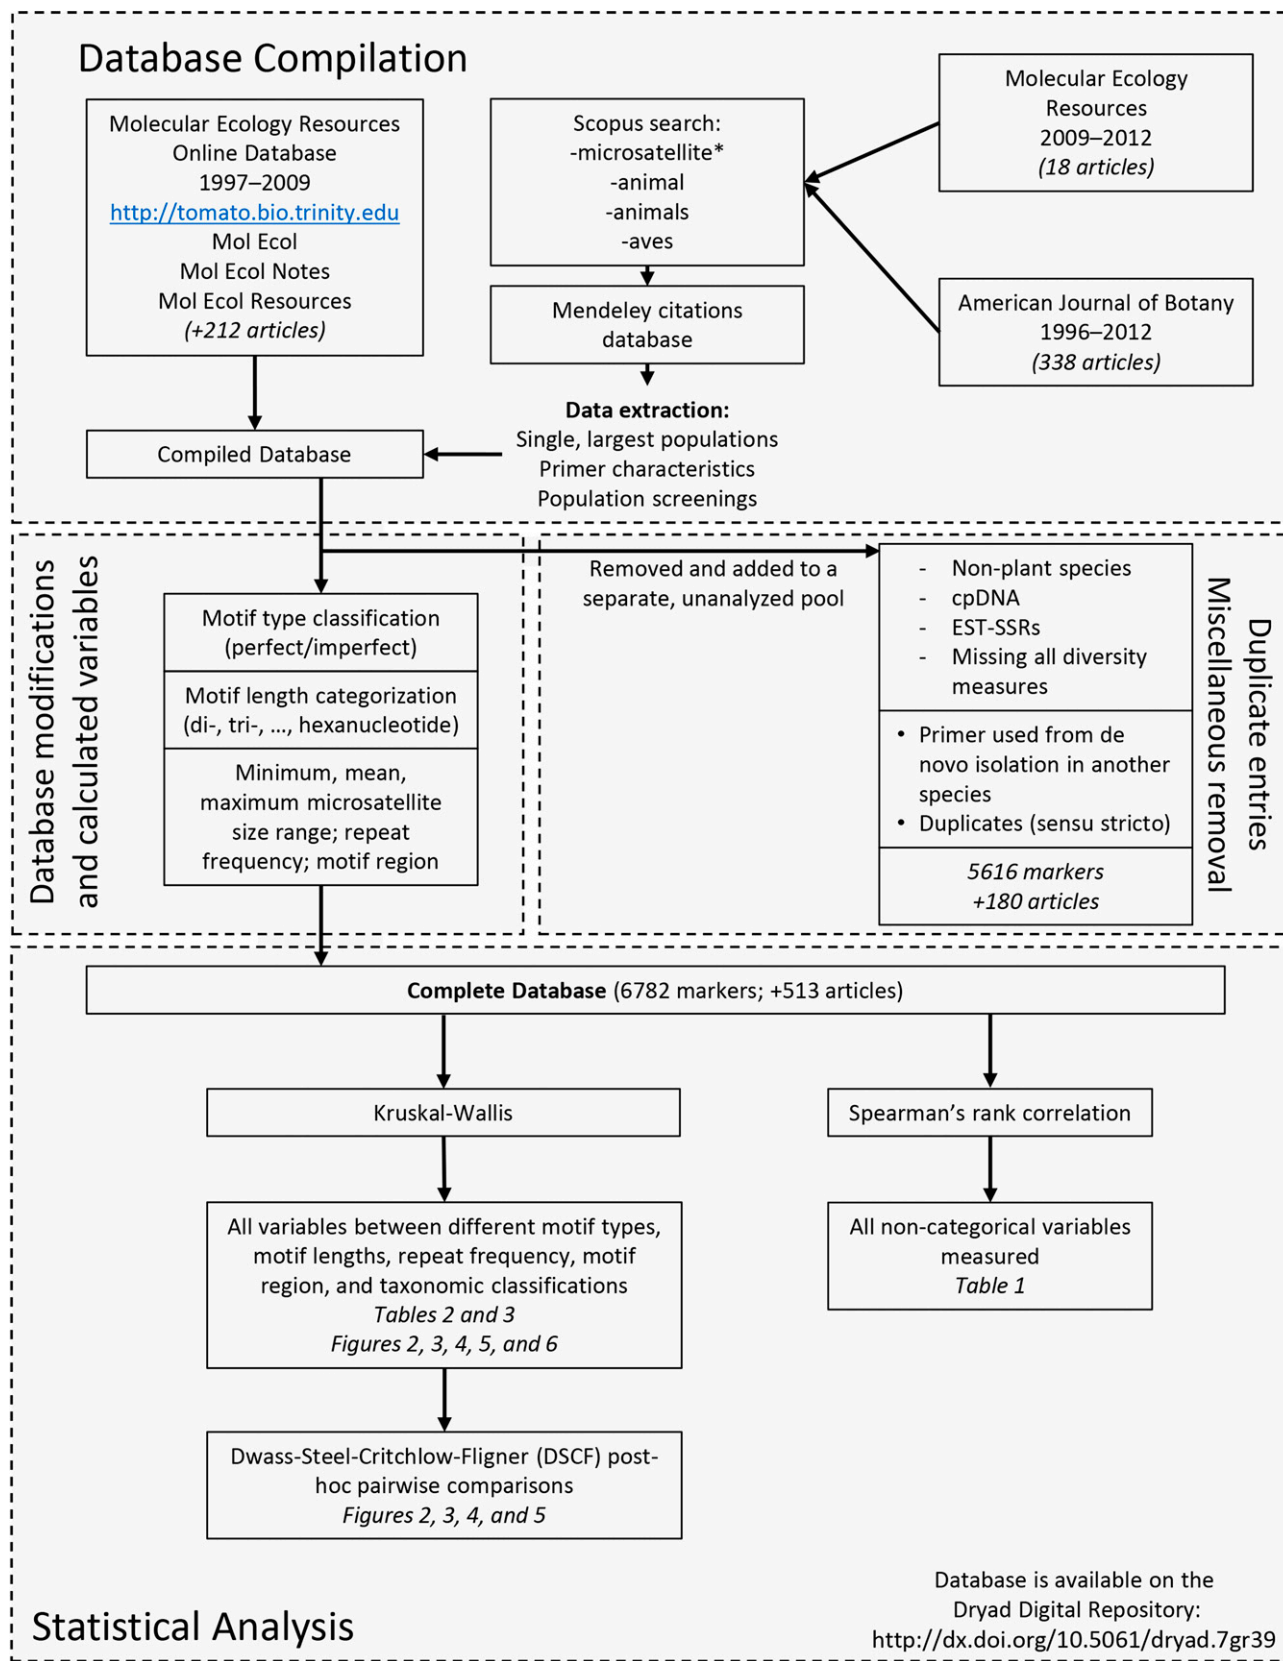 Database Compilation
Molecular Ecology Resources
Online Database
1997–2009
http://tomato.bio.trinity.edu
Mol Ecol
Mol Ecol Notes
Mol Ecol Resources
(+212 articles)
Scopus search:
-microsatellite*
-animal
-animals
-aves
Molecular Ecology
Resources
2009–2012
(18 articles)
Mendeley citations
database
American Journal of Botany
1996–2012
(338 articles)
Data extraction:
Single, largest populations
Primer characteristics
Population screenings
Compiled Database
Database modifications
and calculated variables
Motif type classification
(perfect/imperfect)
Motif length categorization
(di-, tri-, ..., hexanucleotide)
Minimum, mean,
maximum microsatellite
size range; repeat
frequency; motif region
Removed and added to a
separate, unanalyzed pool
- Non-plant species
- cpDNA
- EST-SSRs
- Missing all diversity
measures
• Primer used from de
novo isolation in another
species
• Duplicates (sensu stricto)
5616 markers
+180 articles
Duplicate entries
Miscellaneous removal
Complete Database (6782 markers; +513 articles)
Kruskal-Wallis
Spearman’s rank correlation
All variables between different motif types,
motif lengths, repeat frequency, motif
region, and taxonomic classifications
Tables 2 and 3
Figures 2, 3, 4, 5, and 6
All non-categorical variables
measured
Table 1
Dwass-Steel-Critchlow-Fligner (DSCF) post-
hoc pairwise comparisons
Figures 2, 3, 4, and 5
Statistical Analysis
Database is available on the
Dryad Digital Repository:
http://dx.doi.org/10.5061/dryad.7gr39